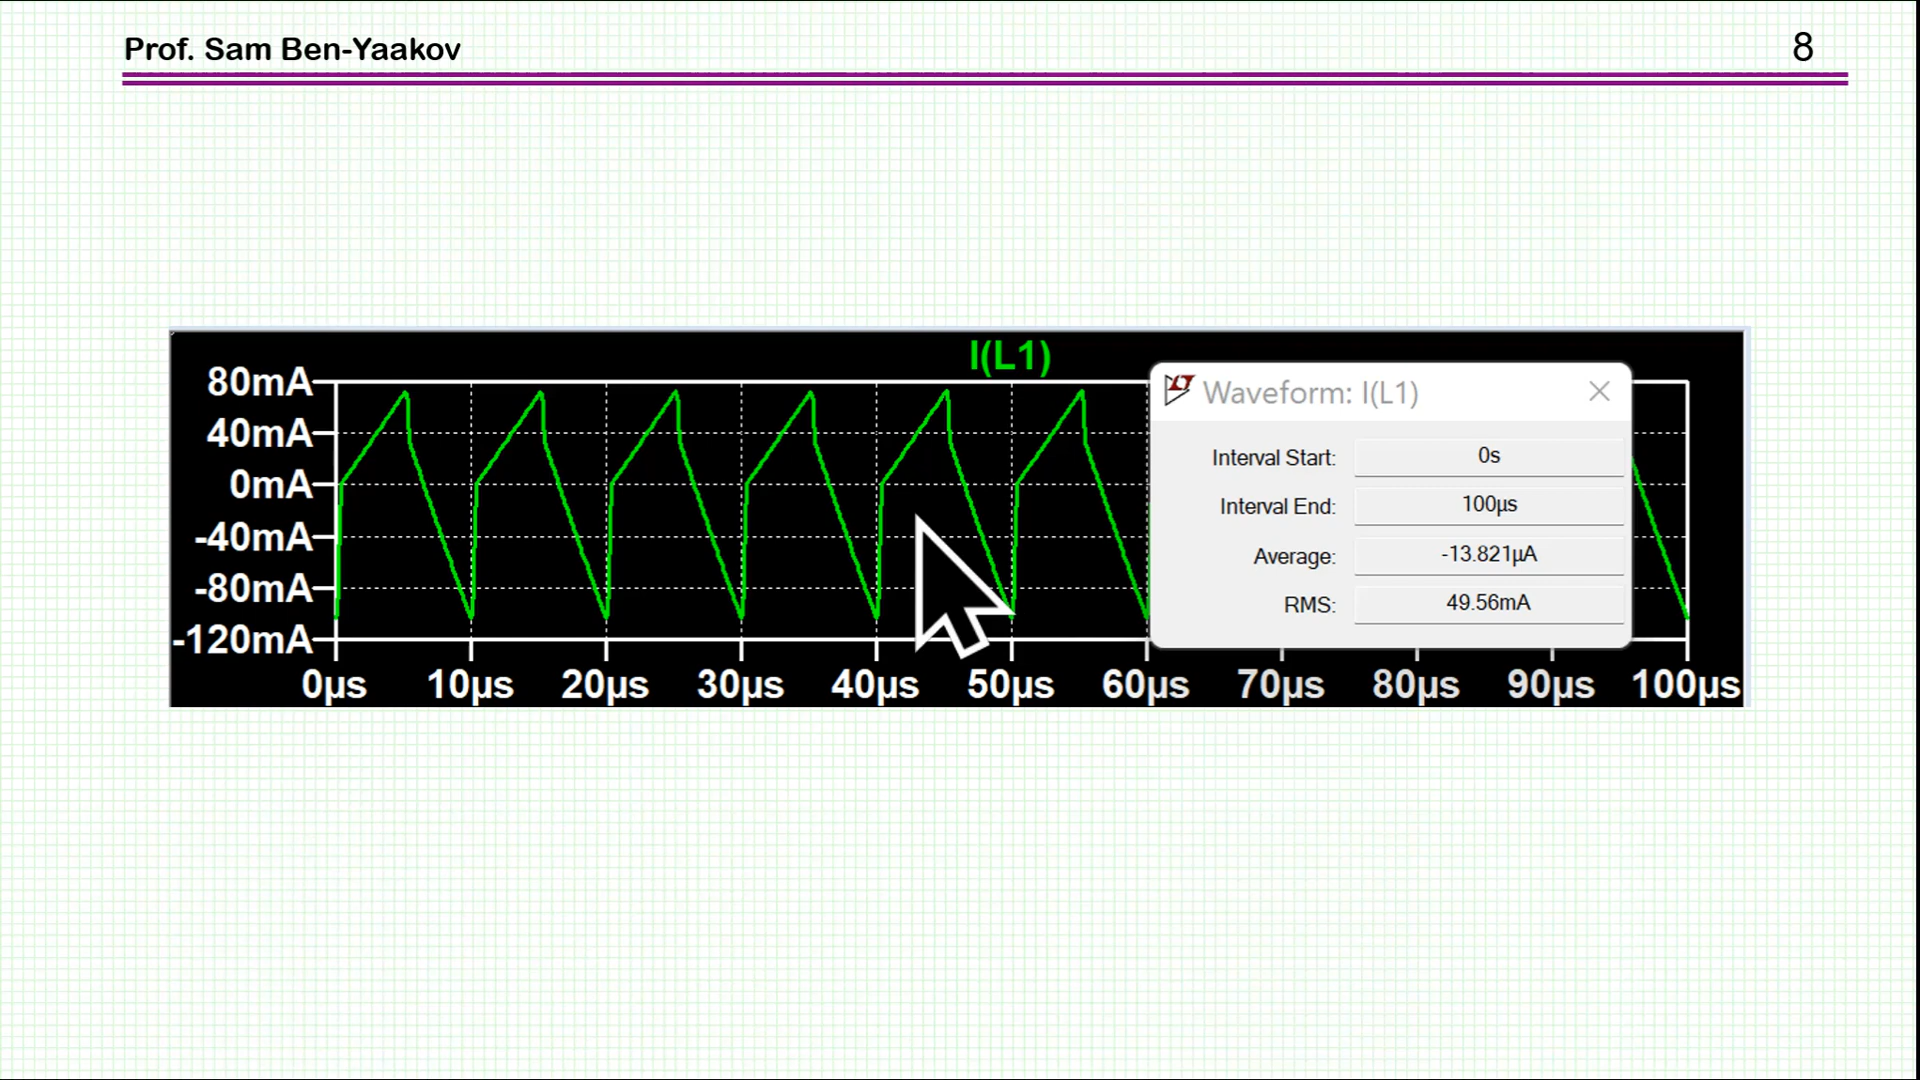 Prof. Sam Ben-Yaakov
8
I(L1)
80mA
40mA
0mA
-40mA
-80mA
-120mA
0µs 10µs 20µs 30µs 40µs 50µs 60µs 70µs 80µs 90µs 100µs
Waveform: I(L1)
Interval Start: 0s
Interval End: 100µs
Average: -13.821µA
RMS: 49.56mA